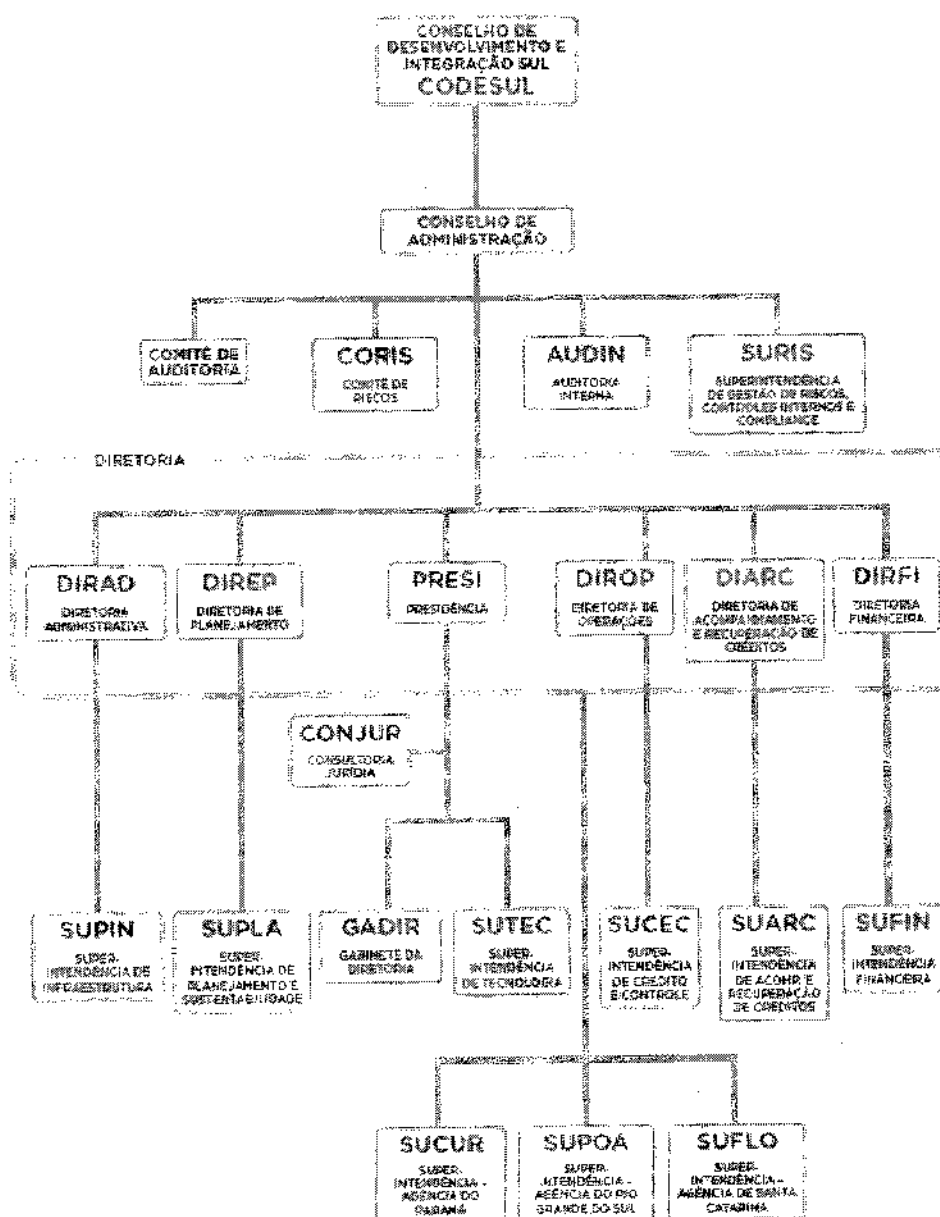 CONSELHO DE
DESENVOLVIMENTO E
INTEGRAÇÃO SUL
CODESUL
CONSELHO DE
ADMINISTRAÇÃO
COMITÊ DE
AUDITORIA
CORIS
COMITÊ DE
RISCOS
AUDIN
AUDITORIA
INTERNA
SURIS
SUPERINTENDÊNCIA
DE GESTÃO DE RISCOS,
CONTROLES INTERNOS E
COMPLIANCE
DIRETORIA
DIRAD
DIRETORIA
ADMINISTRATIVA
DIREP
DIRETORIA DE
PLANEJAMENTO
PRESI
PRESIDÊNCIA
DIROP
DIRETORIA DE
OPERAÇÕES
DIARC
DIRETORIA DE
ACOMPANHAMENTO
E RECUPERAÇÃO DE
CRÉDITOS
DIRFI
DIRETORIA
FINANCEIRA
CONJUR
CONSULTORIA
JURÍDIA
SUPIN
SUPER-
INTENDÊNCIA DE
INFRAESTRUTURA
SUPLA
SUPER-
INTENDÊNCIA DE
PLANEJAMENTO E
SUSTENTABILIDADE
GADIR
GABINETE DA
DIRETORIA
SUTEC
SUPER-
INTENDÊNCIA
DE TECNOLOGIA
SUCEC
SUPER-
INTENDÊNCIA
DE CRÉDITO
E CONTROLE
SUARC
SUPER-
INTENDÊNCIA
DE ACOMP. E
RECUPERAÇÃO
DE CRÉDITOS
SUFIN
SUPER-
INTENDÊNCIA
FINANCEIRA
SUCUR
SUPER-
INTENDÊNCIA -
AGÊNCIA DO
PARANÁ
SUPOA
SUPER-
INTENDÊNCIA -
AGÊNCIA DO RIO
GRANDE DO SUL
SUFLO
SUPER-
INTENDÊNCIA -
AGÊNCIA DE SANTA
CATARINA